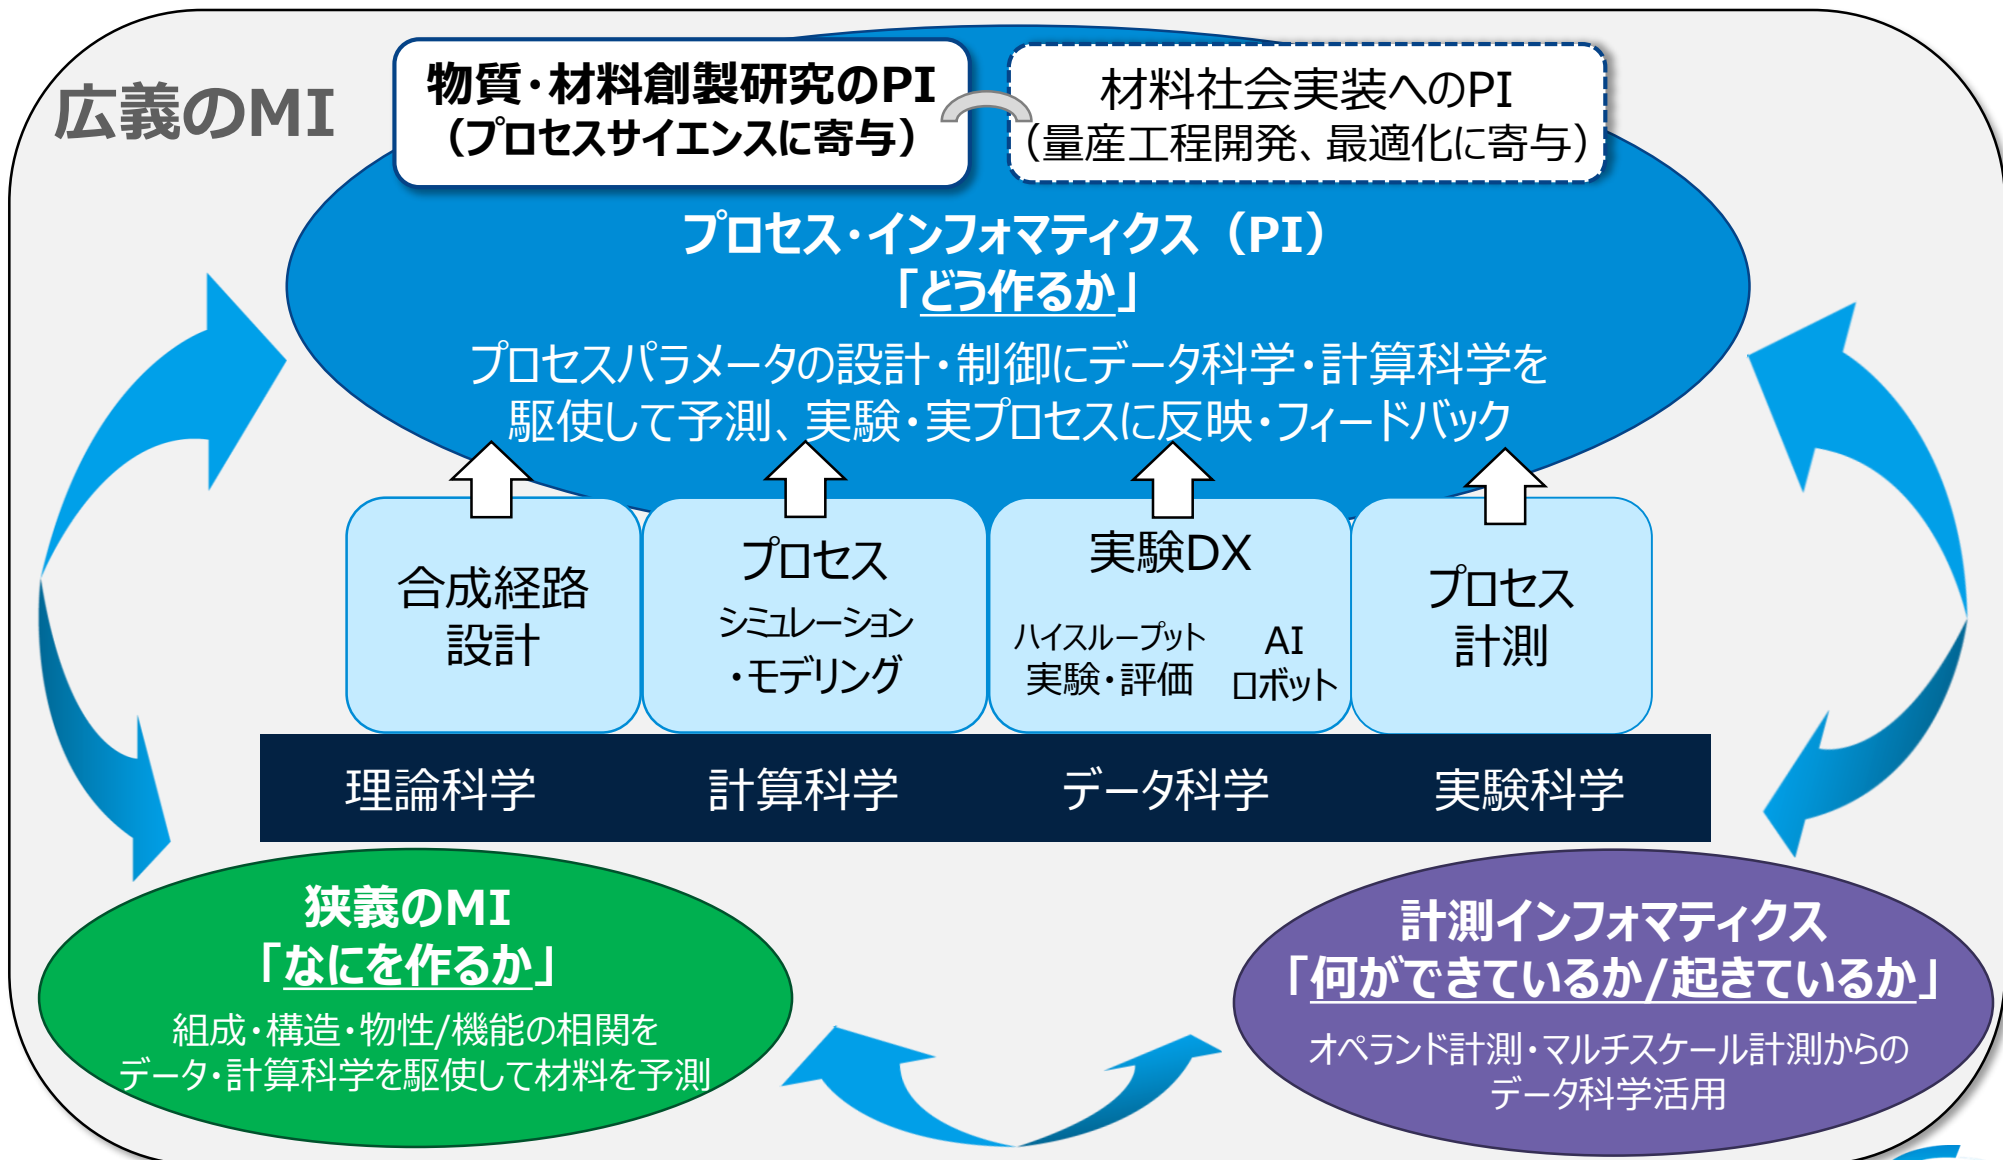 広義のMI
物質・材料創製研究のPI
（プロセスサイエンスに寄与）
材料社会実装へのPI
（量産工程開発、最適化に寄与）
プロセス・インフォマティクス（PI）
「どう作るか」
プロセスパラメータの設計・制御にデータ科学・計算科学を
駆使して予測、実験・実プロセスに反映・フィードバック
合成経路
設計
プロセス
シミュレーション
・モデリング
実験DX
ハイスループット
実験・評価
AI
ロボット
プロセス
計測
理論科学
計算科学
データ科学
実験科学
狭義のMI
「なにを作るか」
組成・構造・物性/機能の相関を
データ・計算科学を駆使して材料を予測
計測インフォマティクス
「何ができているか/起きているか」
オペランド計測・マルチスケール計測からの
データ科学活用